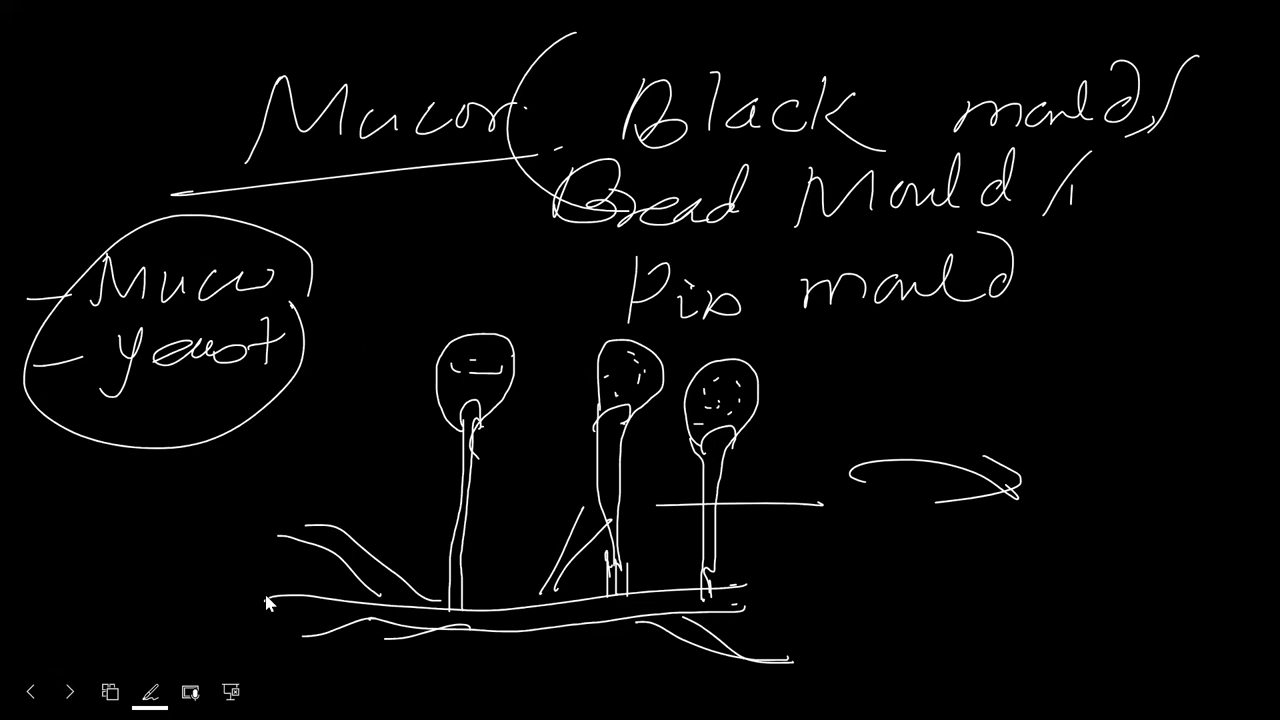 Mucor ( Black mould /
Bread Mould /
Pin mould
- Mucor
- yeast